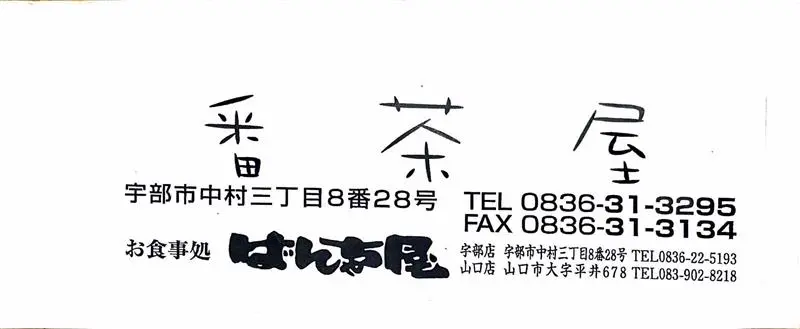 番茶屋
宇部市中村三丁目8番28号
TEL 0836-31-3295
FAX 0836-31-3134
お食事処 ばんちゃ屋
宇部店 宇部市中村三丁目8番28号 TEL0836-22-5193
山口店 山口市大字平井678 TEL083-902-8218